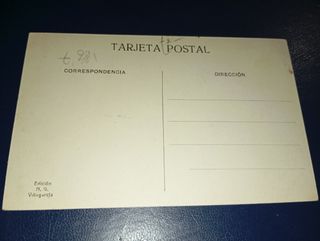 TARJETA POSTAL
CORRESPONDENCIA
DIRECCIÓN
Edición
Villagarcía